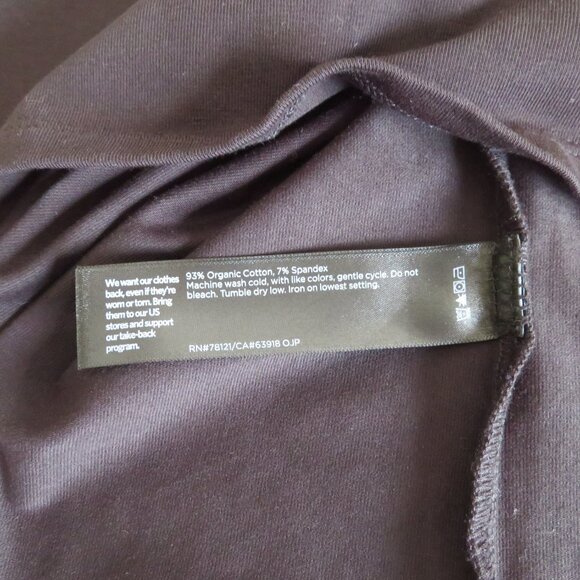 We want our clothes
back, even if they're
worn or torn. Bring
them to our US
stores and support
our take-back
program.
93% Organic Cotton, 7% Spandex
Machine wash cold, with like colors, gentle cycle. Do not
bleach. Tumble dry low. Iron on lowest setting.
RN#78121/CA#63918 OJP